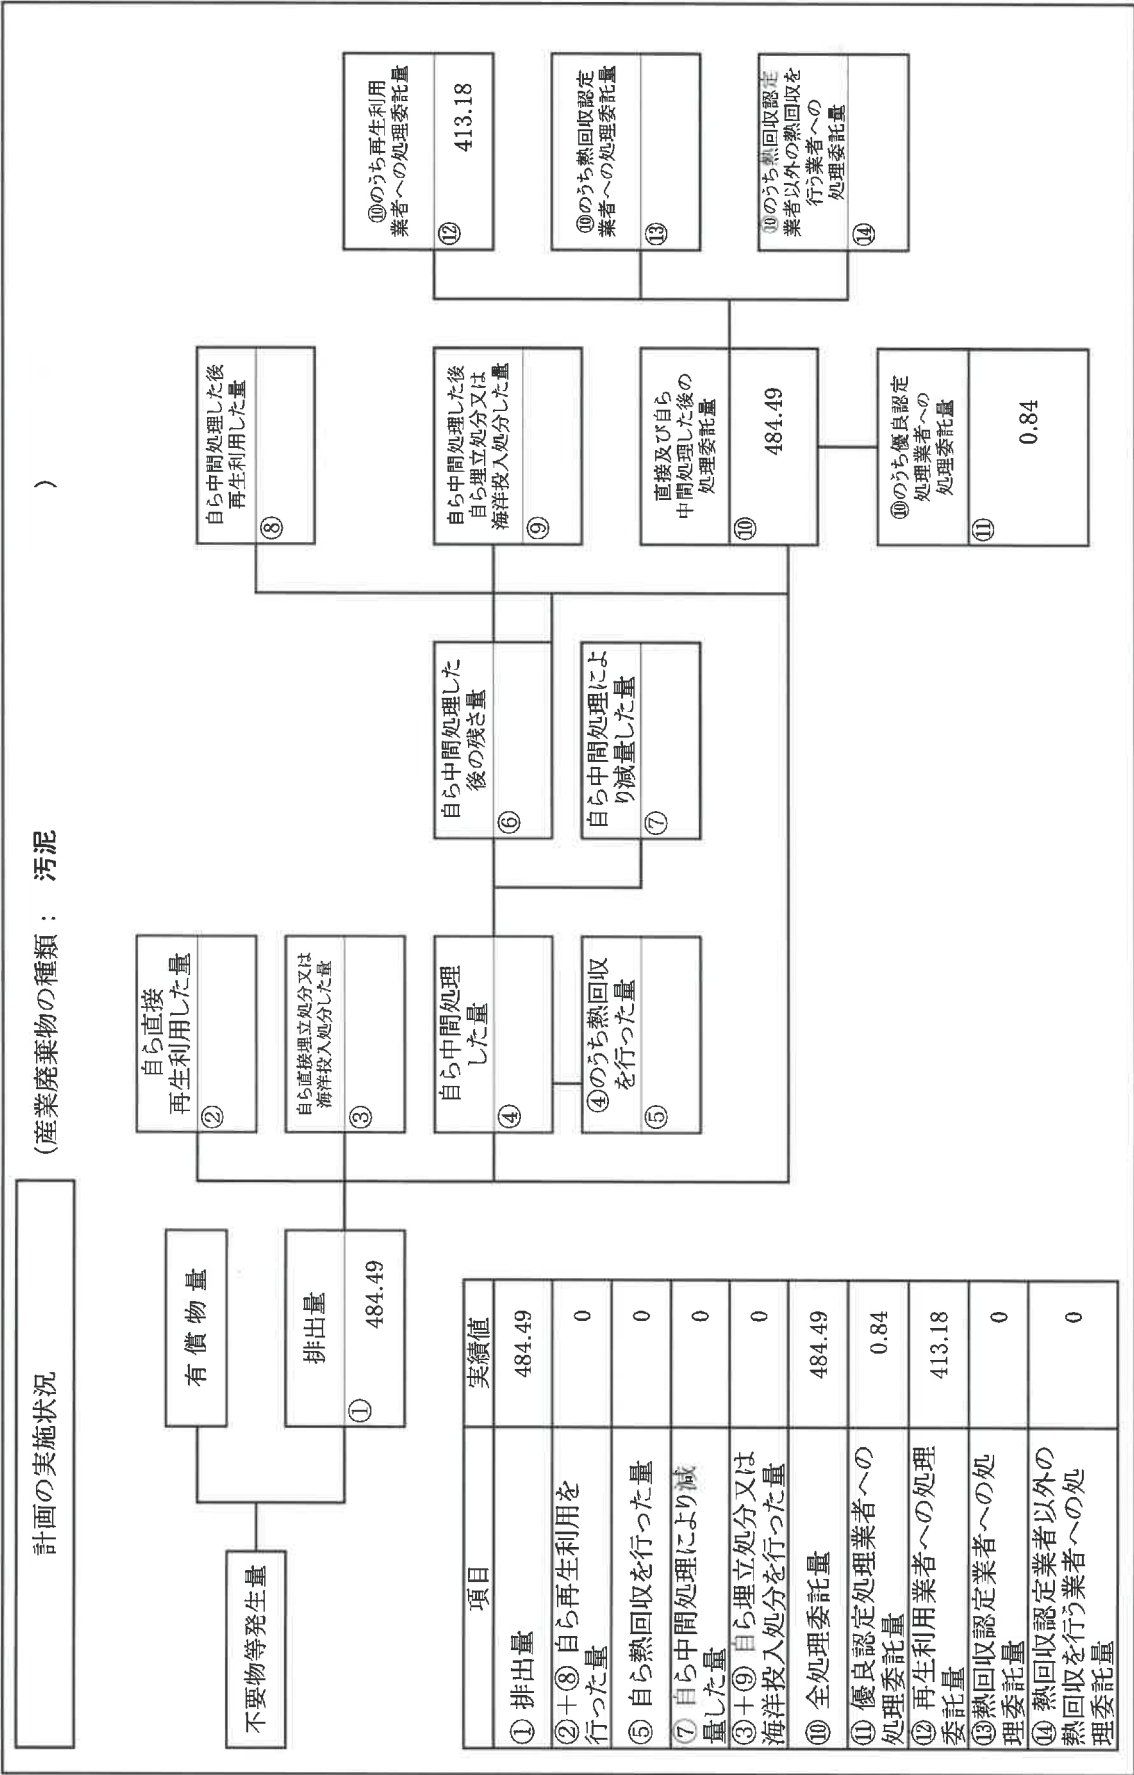 計画の実施状況
(産業廃棄物の種類: 汚泥 )
不要物等発生量
有償物量
排出量
①
484.49
自ら直接
再生利用した量
②
自ら直接埋立処分又は
海洋投入処分した量
③
自ら中間処理
した量
④
④のうち熱回収
を行った量
⑤
自ら中間処理した
後の残さ量
⑥
自ら中間処理によ
り減量した量
⑦
自ら中間処理した後
再生利用した量
⑧
自ら中間処理した後
自ら埋立処分又は
海洋投入処分した量
⑨
直接及び自ら
中間処理した後の
処理委託量
⑩
484.49
⑩のうち優良認定
処理業者への
処理委託量
⑪
0.84
⑩のうち再生利用
業者への処理委託量
⑫
413.18
⑩のうち熱回収認定
業者への処理委託量
⑬
⑩のうち熱回収認定
業者以外の熱回収を
行う業者への
処理委託量
⑭
項目 実績値
① 排出量 484.49
②+⑧ 自ら再生利用を
行った量 0
⑤ 自ら熱回収を行った量 0
⑦ 自ら中間処理により減
量した量 0
③+⑨ 自ら埋立処分又は
海洋投入処分を行った量 0
⑩ 全処理委託量 484.49
⑪ 優良認定処理業者への
処理委託量 0.84
⑫ 再生利用業者への処理
委託量 413.18
⑬熱回収認定業者への処
理委託量 0
⑭ 熱回収認定業者以外の
熱回収を行う業者への処
理委託量 0